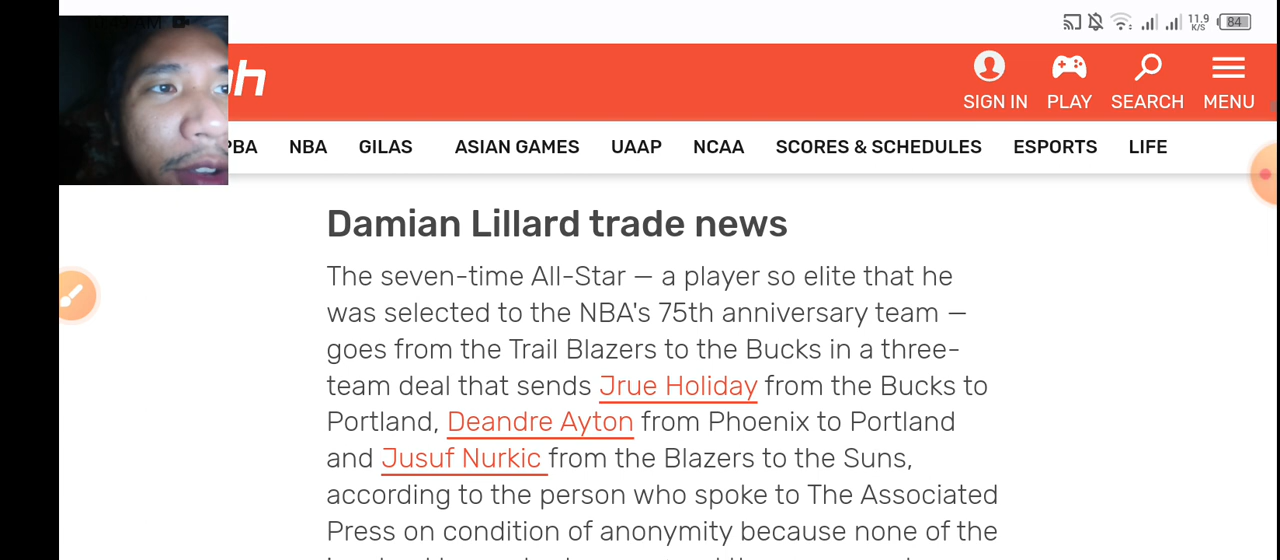 11.9
K/S
84
SIGN IN PLAY SEARCH MENU
NBA GILAS ASIAN GAMES UAAP NCAA SCORES & SCHEDULES ESPORTS LIFE
Damian Lillard trade news
The seven-time All-Star — a player so elite that he
was selected to the NBA's 75th anniversary team —
goes from the Trail Blazers to the Bucks in a three-
team deal that sends Jrue Holiday from the Bucks to
Portland, Deandre Ayton from Phoenix to Portland
and Jusuf Nurkic from the Blazers to the Suns,
according to the person who spoke to The Associated
Press on condition of anonymity because none of the